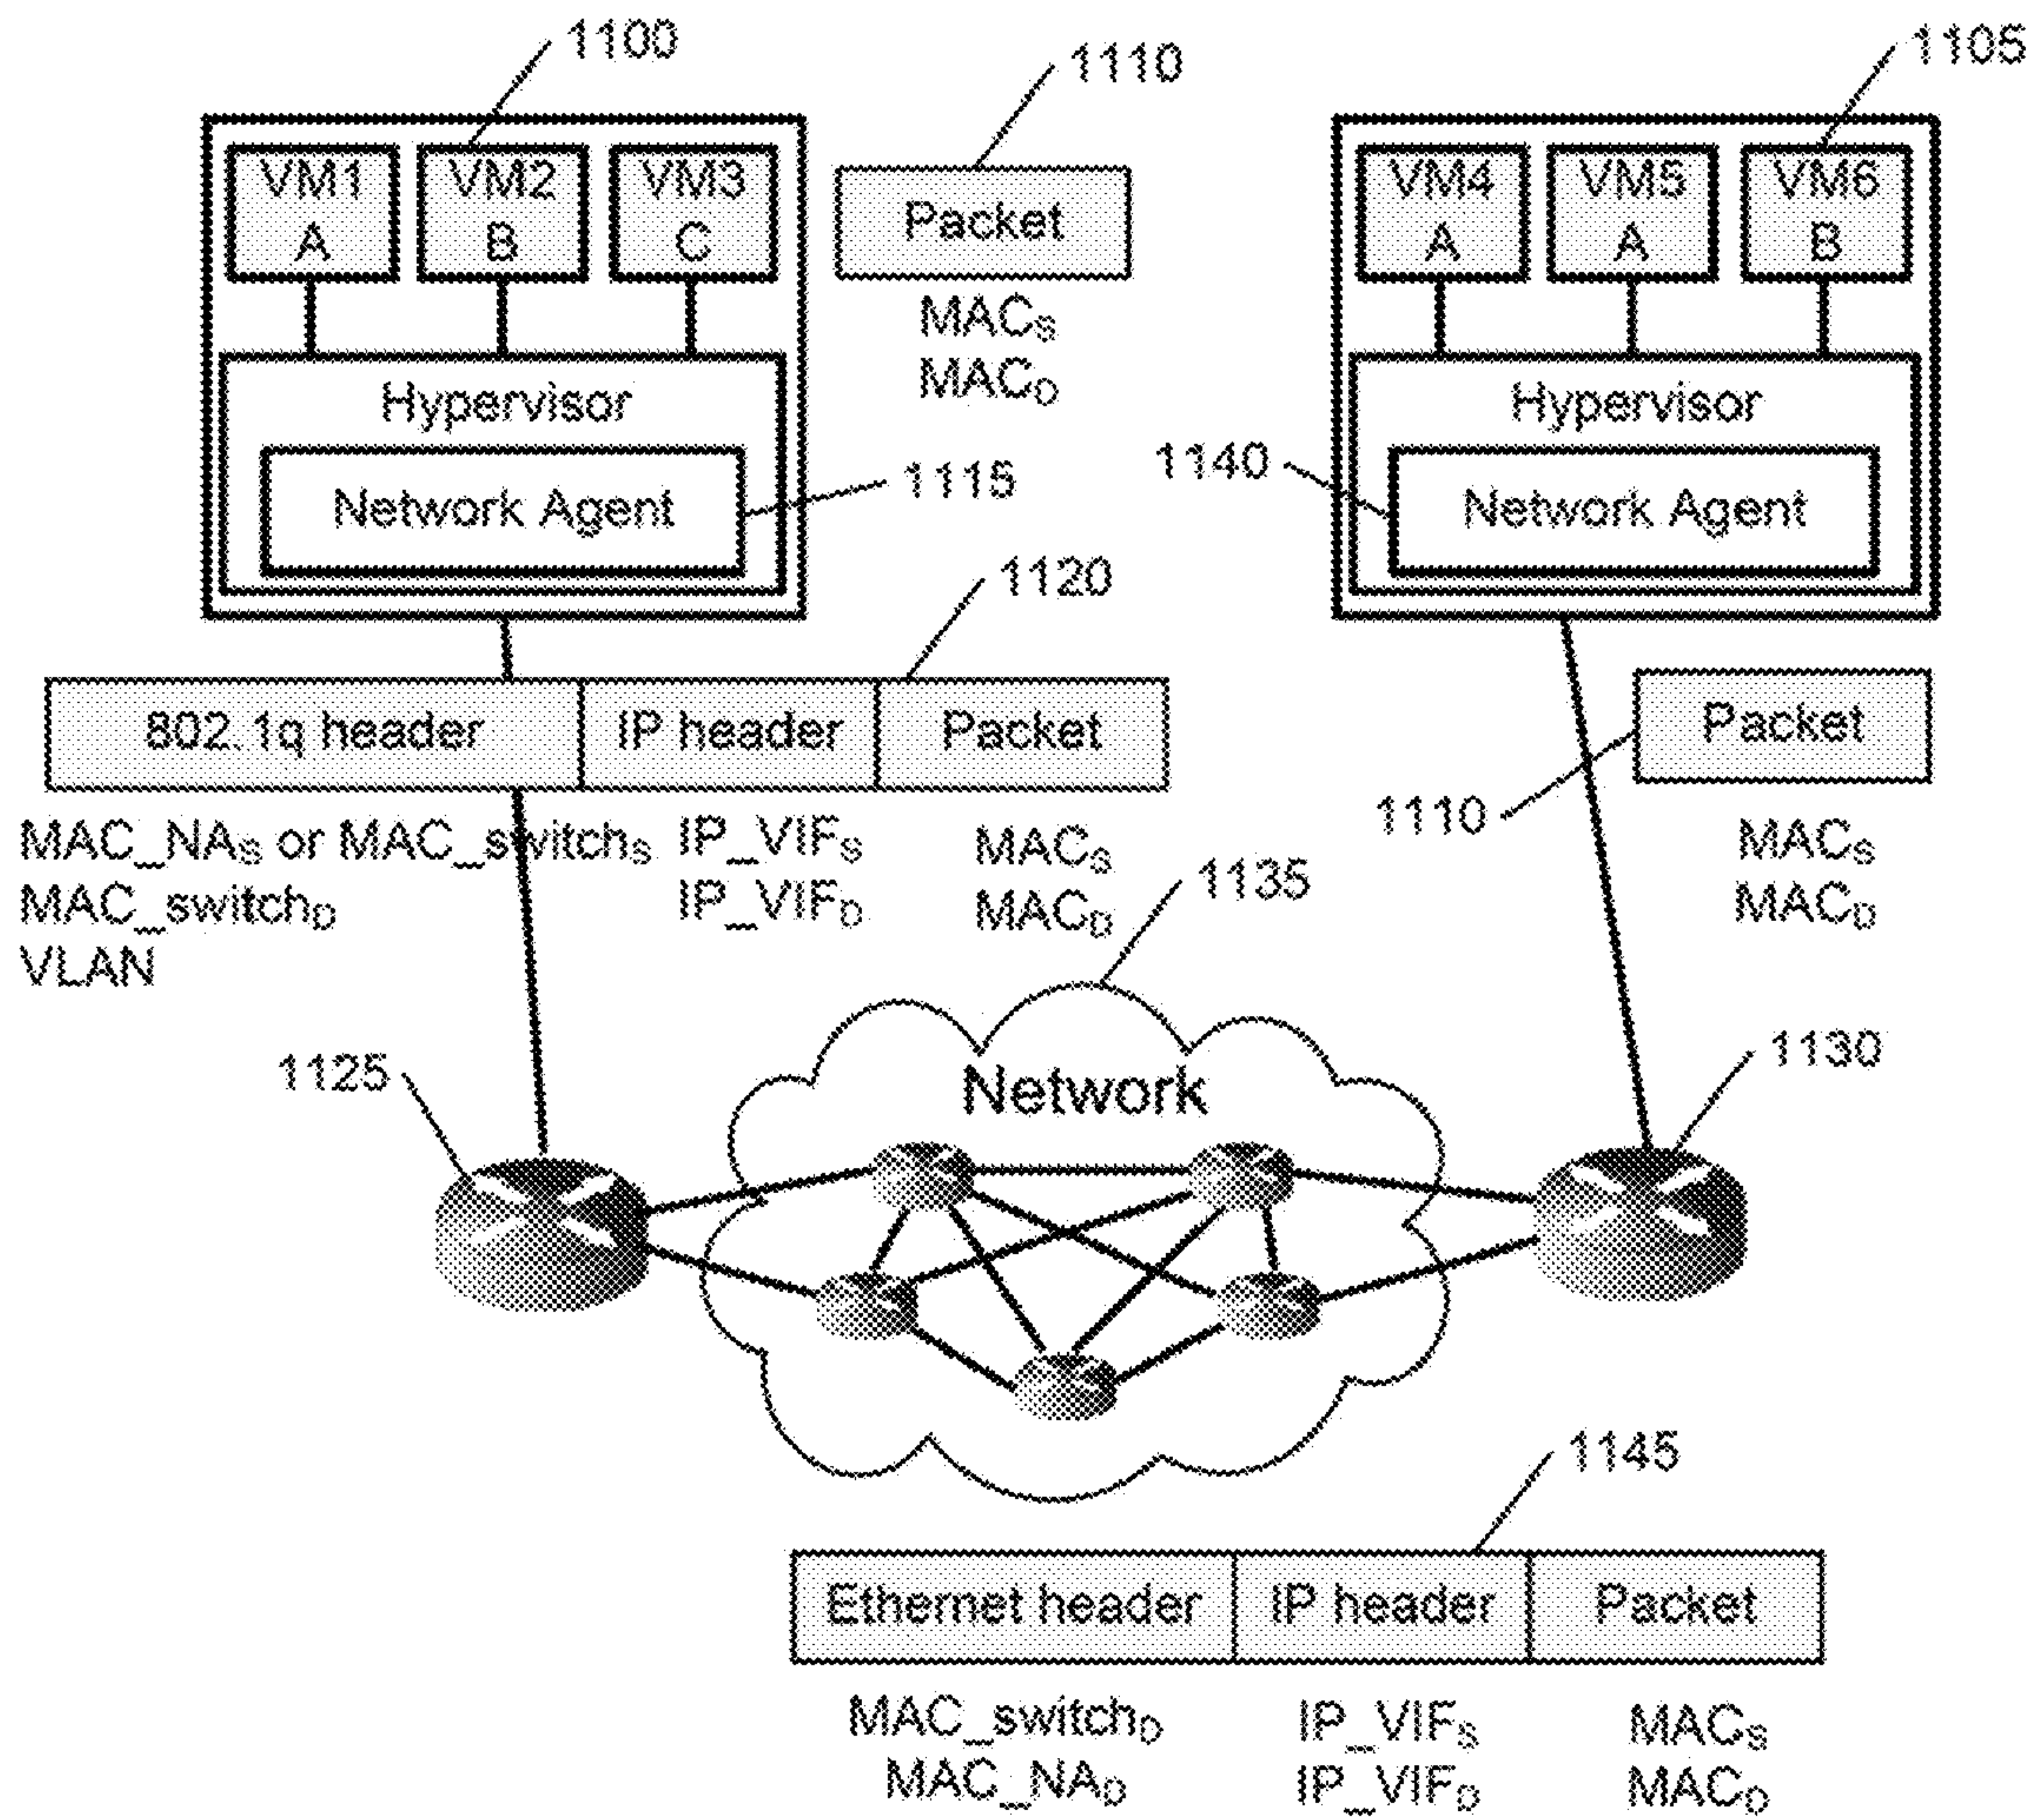 1100
1110
1105
VM1
A
VM2
B
VM3
C
Packet
MACS
MACD
VM4
A
VM5
A
VM6
B
Hypervisor
Network Agent
1115
Hypervisor
1140
Network Agent
1120
802.1q header
IP header
Packet
MAC_NAS or MAC_switchS
MAC_switchD
VLAN
IP_VIFS
IP_VIFD
MACS
MACD
Packet
1110
MACS
MACD
1135
Network
1125
1130
1145
Ethernet header
IP header
Packet
MAC_switchD
MAC_NAD
IP_VIFS
IP_VIFD
MACS
MACD